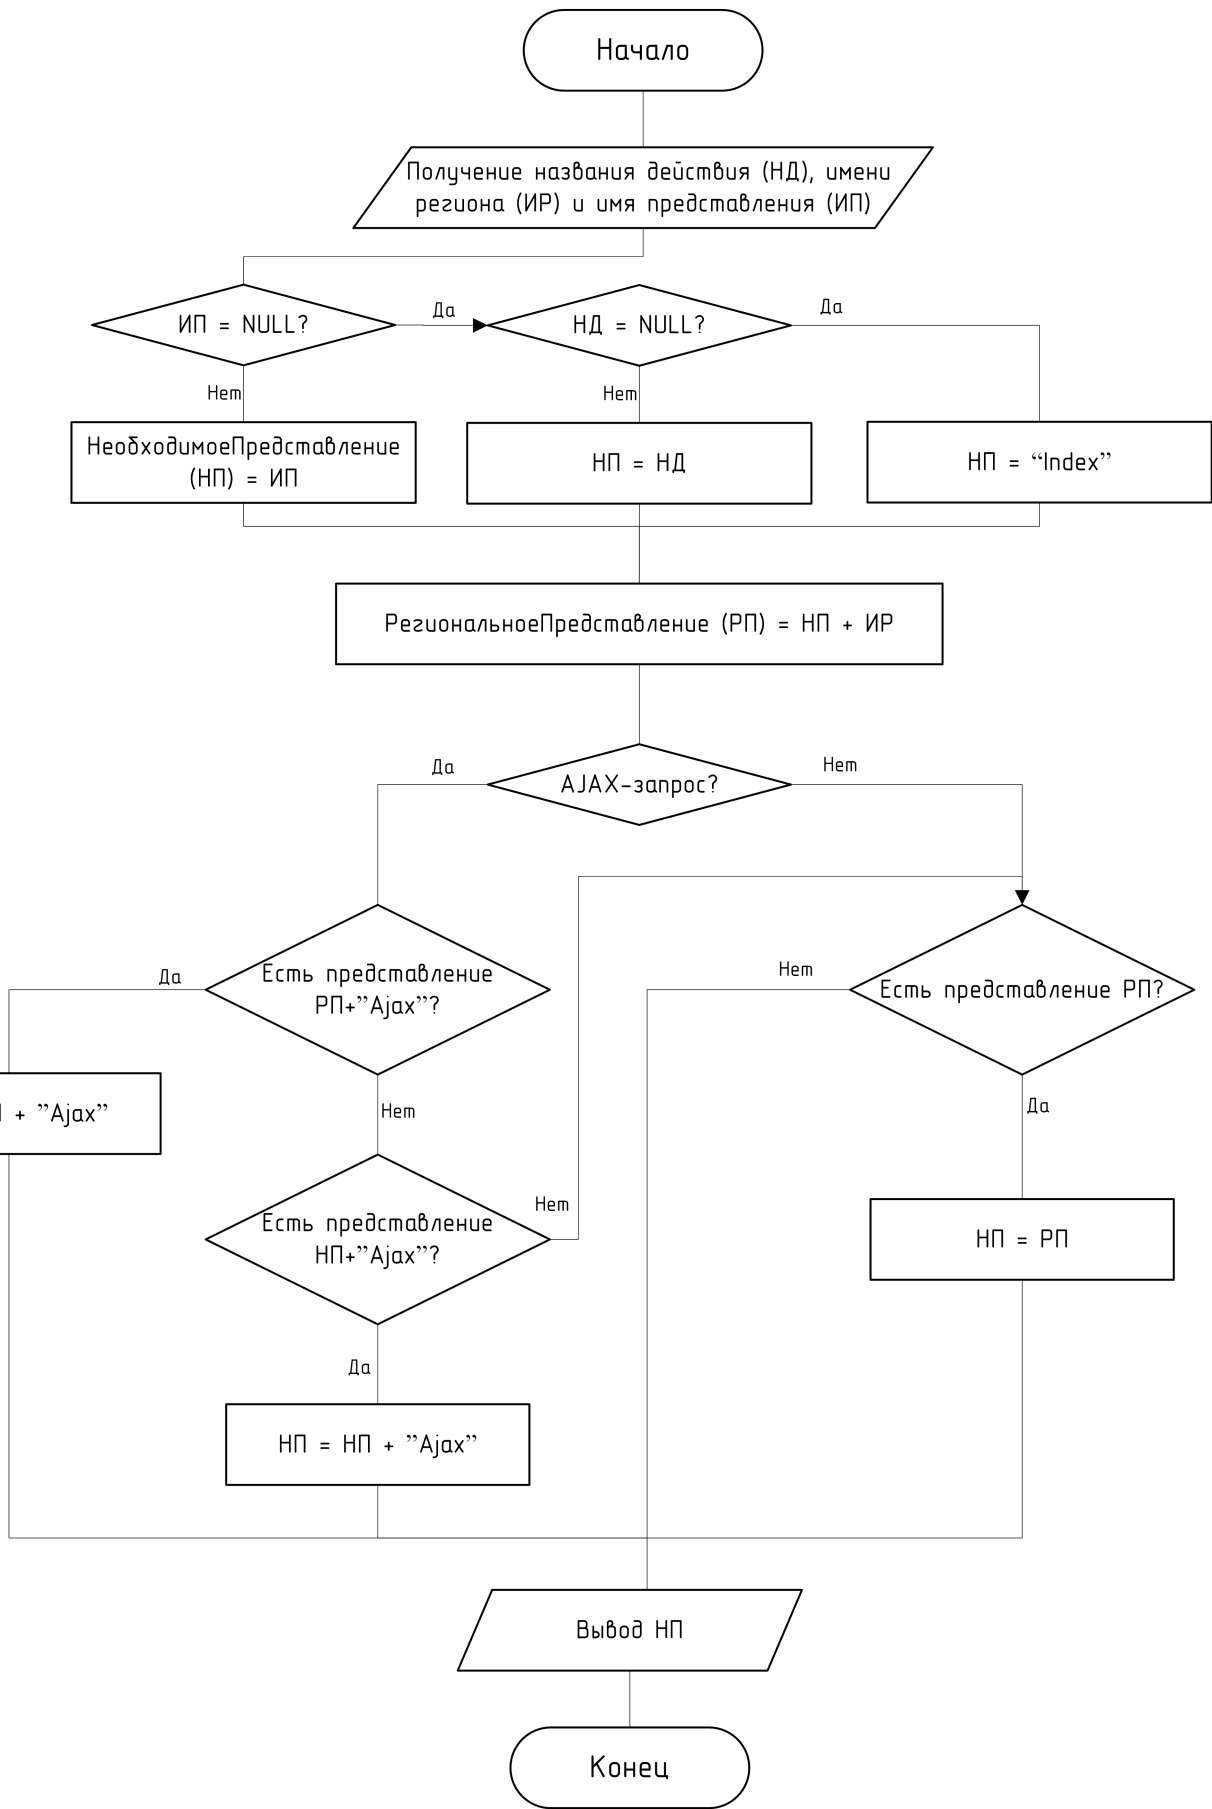 Начало
Получение названия действия (НД), имени
региона (ИР) и имя представления (ИП)
ИП = NULL?
Да
НД = NULL?
Да
Нет
Нет
НеобходимоеПредставление
(НП) = ИП
НП = НД
НП = “Index”
РегиональноеПредставление (РП) = НП + ИР
Да
AJAX-запрос?
Нет
Да
Есть представление
РП+”Ajax”?
Нет
Есть представление РП?
+ ”Ajax”
Нет
Да
Есть представление
НП+”Ajax”?
Нет
НП = РП
Да
НП = НП + ”Ajax”
Вывод НП
Конец